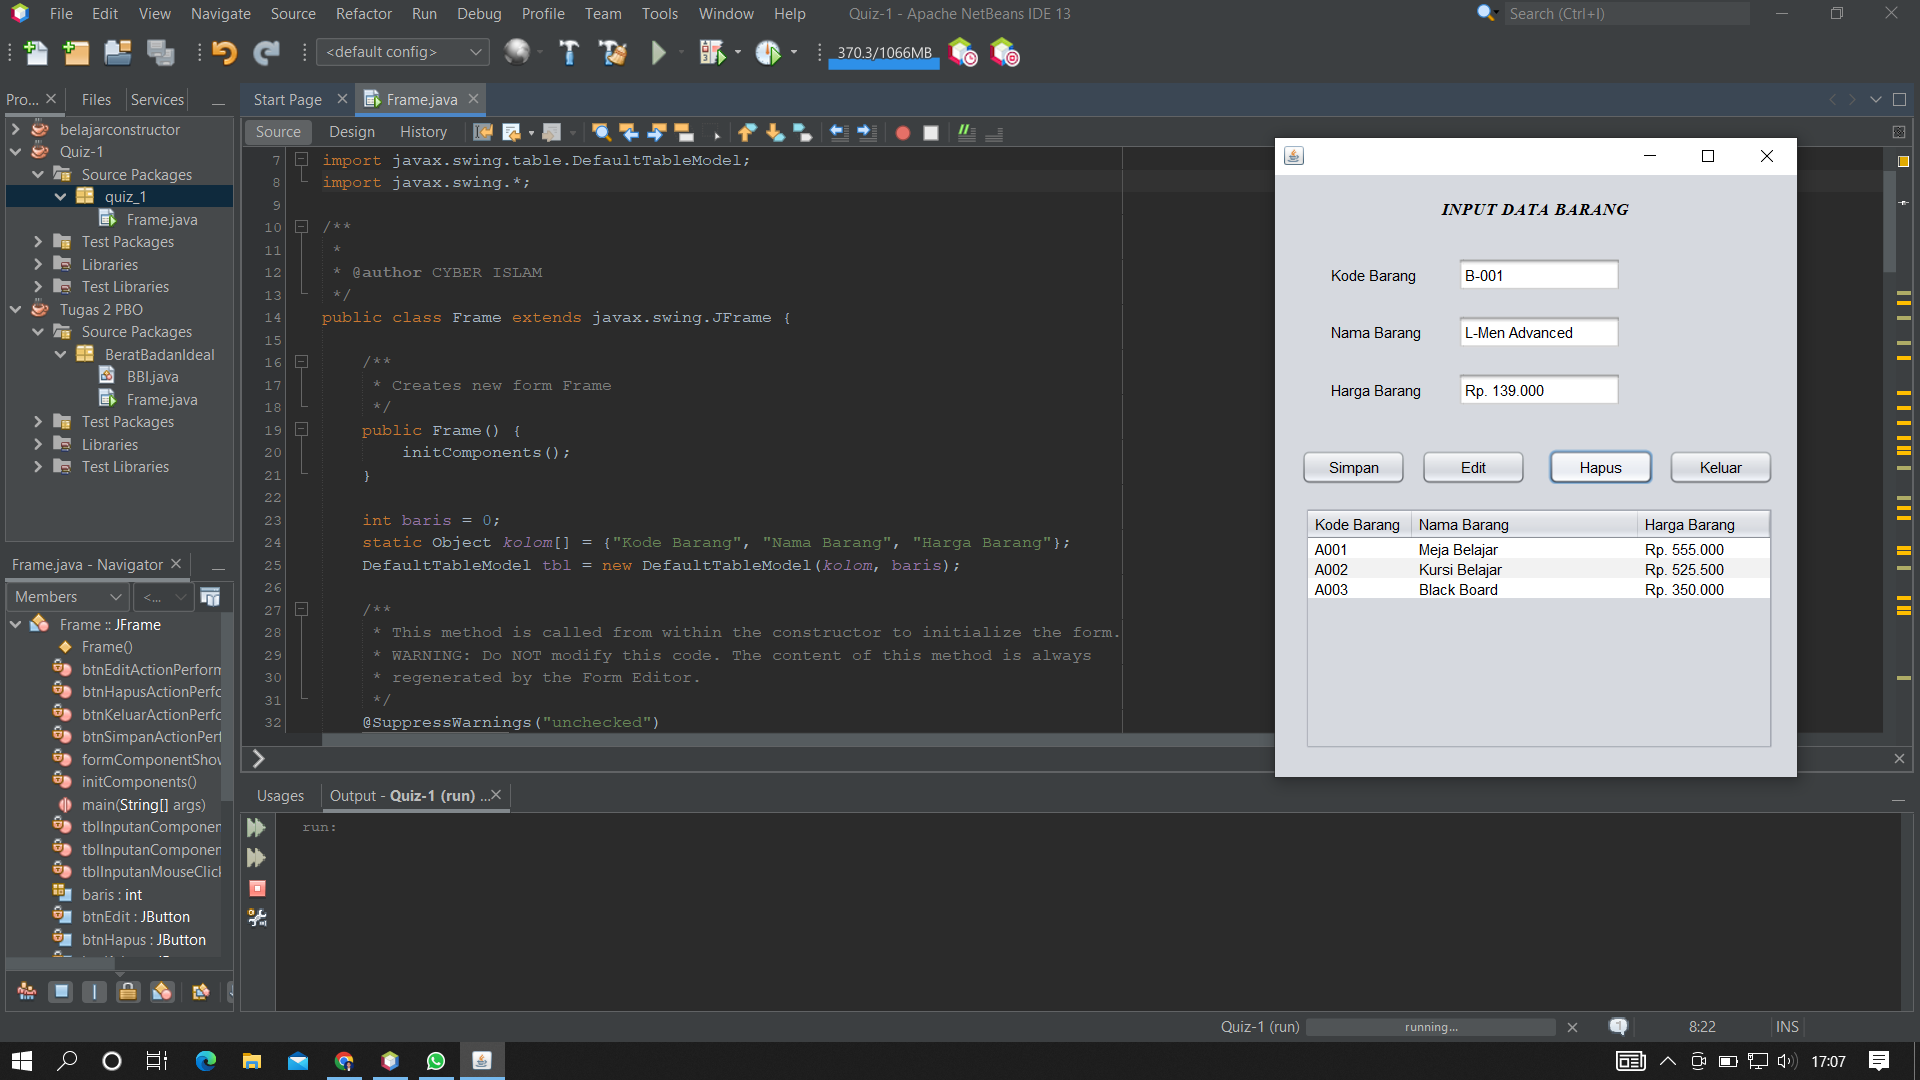 File Edit View Navigate Source Refactor Run Debug Profile Team Tools Window Help Quiz-1 - Apache NetBeans IDE 13 Search (Ctrl+I)
<default config> 370.3/1066MB
Pro... Files Services
Start Page Frame.java
Source Design History
belajarconstructor
Quiz-1
Source Packages
quiz_1
Frame.java
Test Packages
Libraries
Test Libraries
Tugas 2 PBO
Source Packages
BeratBadanIdeal
BBI.java
Frame.java
Test Packages
Libraries
Test Libraries
7 import javax.swing.table.DefaultTableModel;
8 import javax.swing.*;
9
10 /**
11 *
12 * @author CYBER ISLAM
13 */
14 public class Frame extends javax.swing.JFrame {
15
16 /**
17 * Creates new form Frame
18 */
19 public Frame() {
20 initComponents();
21 }
22
23 int baris = 0;
24 static Object kolom[] = {"Kode Barang", "Nama Barang", "Harga Barang"};
25 DefaultTableModel tbl = new DefaultTableModel(kolom, baris);
26
27 /**
28 * This method is called from within the constructor to initialize the form.
29 * WARNING: Do NOT modify this code. The content of this method is always
30 * regenerated by the Form Editor.
31 */
32 @SuppressWarnings("unchecked")
INPUT DATA BARANG
Kode Barang B-001
Nama Barang L-Men Advanced
Harga Barang Rp. 139.000
Simpan Edit Hapus Keluar
Kode Barang Nama Barang Harga Barang
A001 Meja Belajar Rp. 555.000
A002 Kursi Belajar Rp. 525.500
A003 Black Board Rp. 350.000
Frame.java - Navigator
Members <...
Frame :: JFrame
Frame()
btnEditActionPerform
btnHapusActionPerfo
btnKeluarActionPerfo
btnSimpanActionPerf
formComponentShow
initComponents()
main(String[] args)
tblInputanComponen
tblInputanComponen
tblInputanMouseClick
baris : int
btnEdit : JButton
btnHapus : JButton
Usages Output - Quiz-1 (run) ...
run:
Quiz-1 (run) running... 1 8:22 INS
17:07